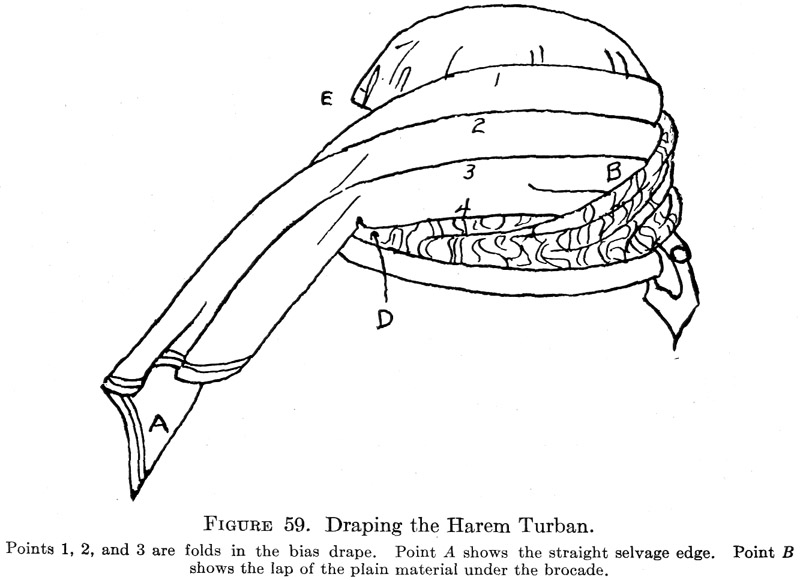 E
1
2
3
B
4
D
A
FIGURE 59. Draping the Harem Turban.
Points 1, 2, and 3 are folds in the bias drape. Point A shows the straight selvage edge. Point B
shows the lap of the plain material under the brocade.